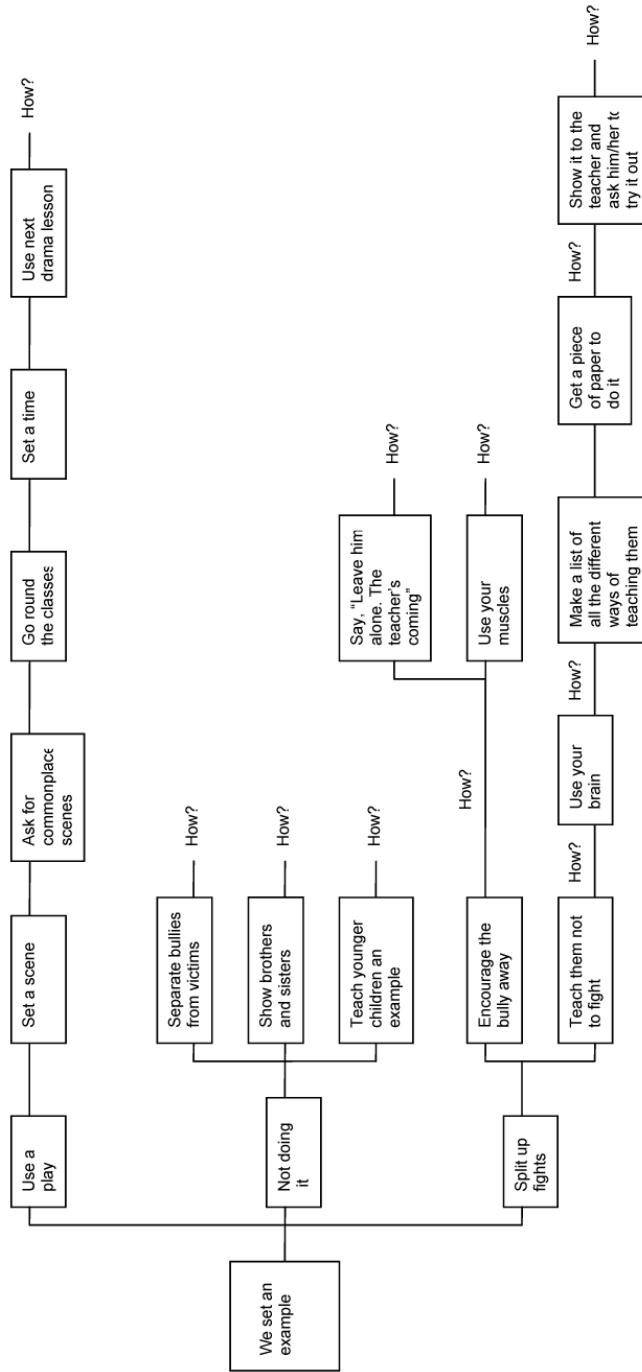 We set an
example
Use a
play
Set a scene
Ask for
commonplace
scenes
Go round
the classes
Set a time
Use next
drama lesson
How?
Not doing
it
Separate bullies
from victims
How?
Show brothers
and sisters
How?
Teach younger
children an
example
How?
Split up
fights
Encourage the
bully away
How?
Say, “Leave him
alone. The
teacher’s
coming”
How?
Use your
muscles
How?
Teach them not
to fight
How?
Use your
brain
How?
Make a list of
all the different
ways of
teaching them
Get a piece
of paper to
do it
How?
Show it to the
teacher and
ask him/her to
try it out
How?